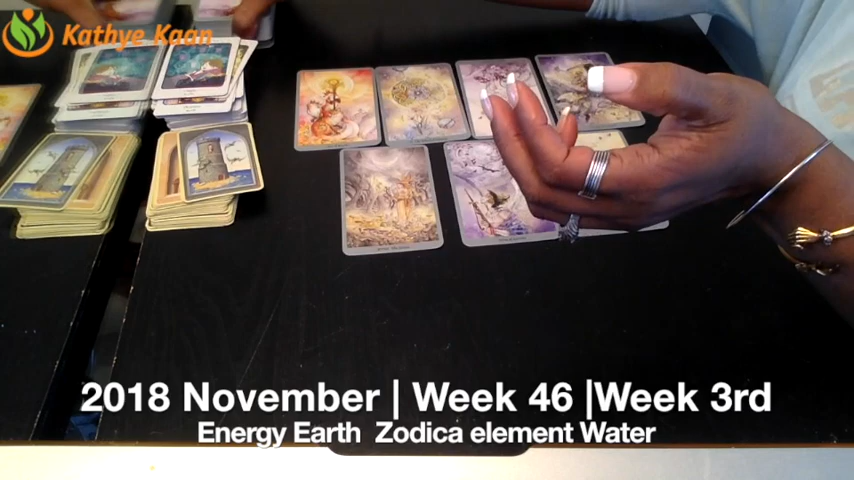 Kathye Kaan
2018 November | Week 46 |Week 3rd
Energy Earth Zodica element Water